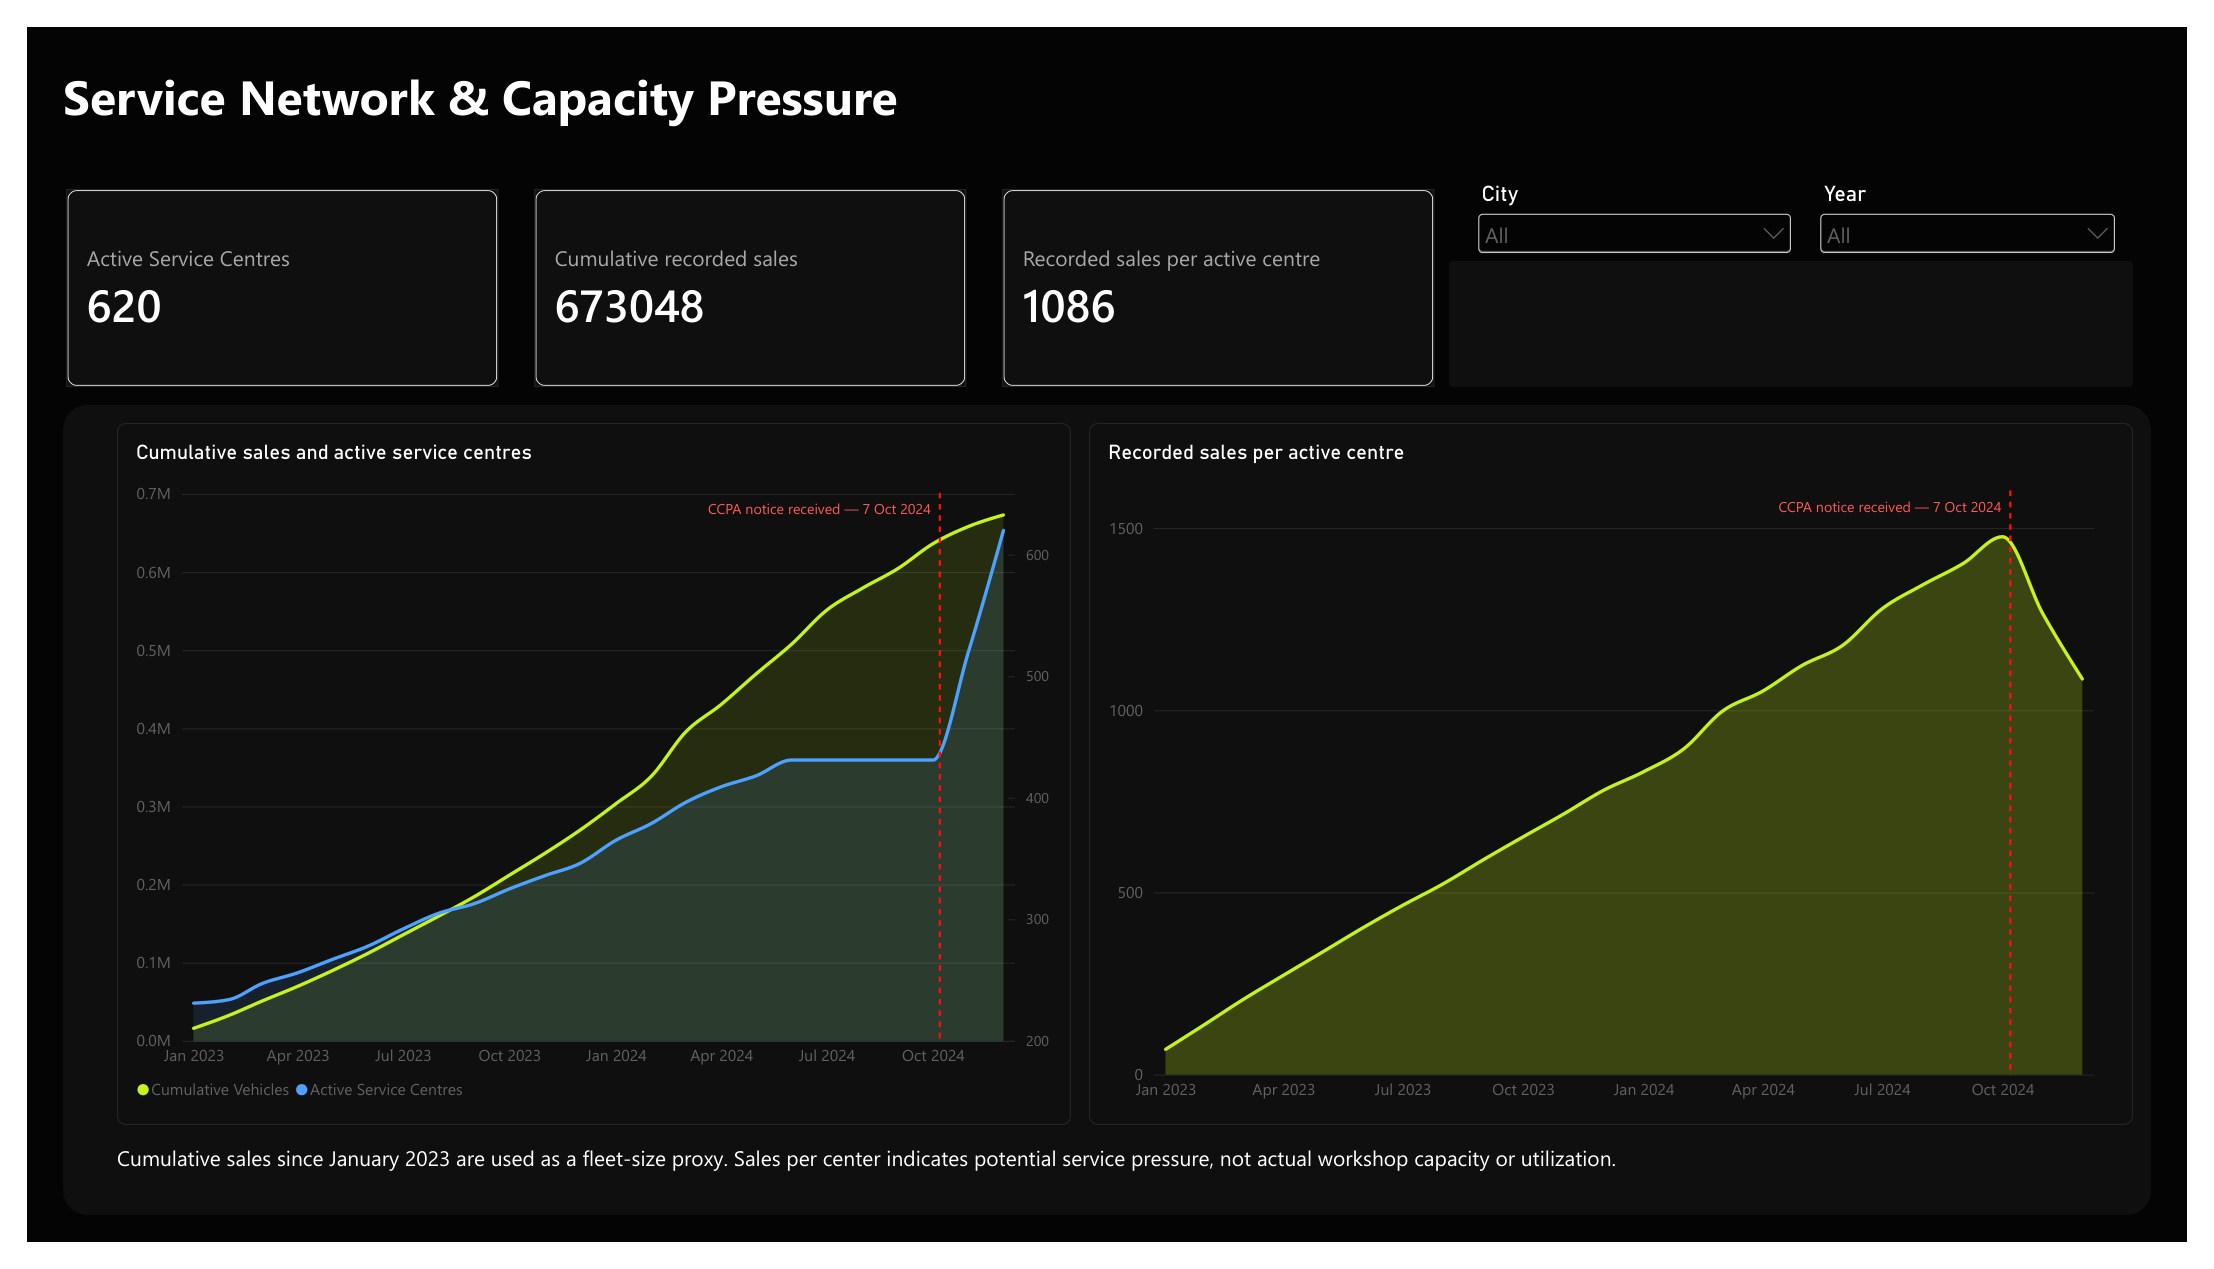 Service Network & Capacity Pressure
City
Year
All
All
Active Service Centres
620
Cumulative recorded sales
673048
Recorded sales per active centre
1086
Cumulative sales and active service centres
CCPA notice received — 7 Oct 2024
0.7M
0.6M
0.5M
0.4M
0.3M
0.2M
0.1M
0.0M
600
500
400
300
200
Jan 2023
Apr 2023
Jul 2023
Oct 2023
Jan 2024
Apr 2024
Jul 2024
Oct 2024
Cumulative Vehicles
Active Service Centres
Recorded sales per active centre
CCPA notice received — 7 Oct 2024
1500
1000
500
0
Jan 2023
Apr 2023
Jul 2023
Oct 2023
Jan 2024
Apr 2024
Jul 2024
Oct 2024
Cumulative sales since January 2023 are used as a fleet-size proxy. Sales per center indicates potential service pressure, not actual workshop capacity or utilization.